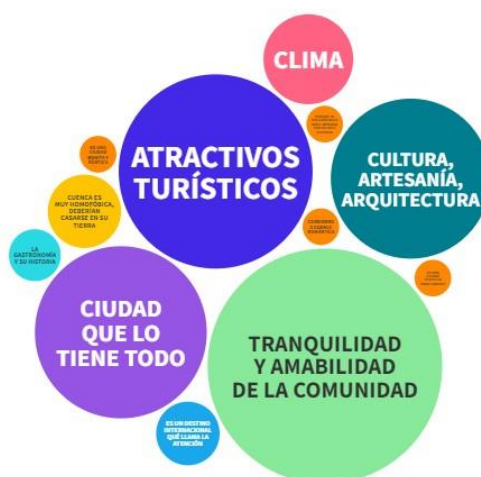 CLIMA
ATRACTIVOS
TURÍSTICOS
CULTURA,
ARTESANÍA,
ARQUITECTURA
CUENCA ES
MUY HOMOFÓBICA,
DEBERÍAN
CASARSE EN SU
TIERRA
LA
GASTRONOMÍA
Y SU HISTORIA
CIUDAD
QUE LO
TIENE TODO
TRANQUILIDAD
Y AMABILIDAD
DE LA COMUNIDAD
ES UN DESTINO
INTERNACIONAL
QUÉ LLAMA LA
ATENCIÓN